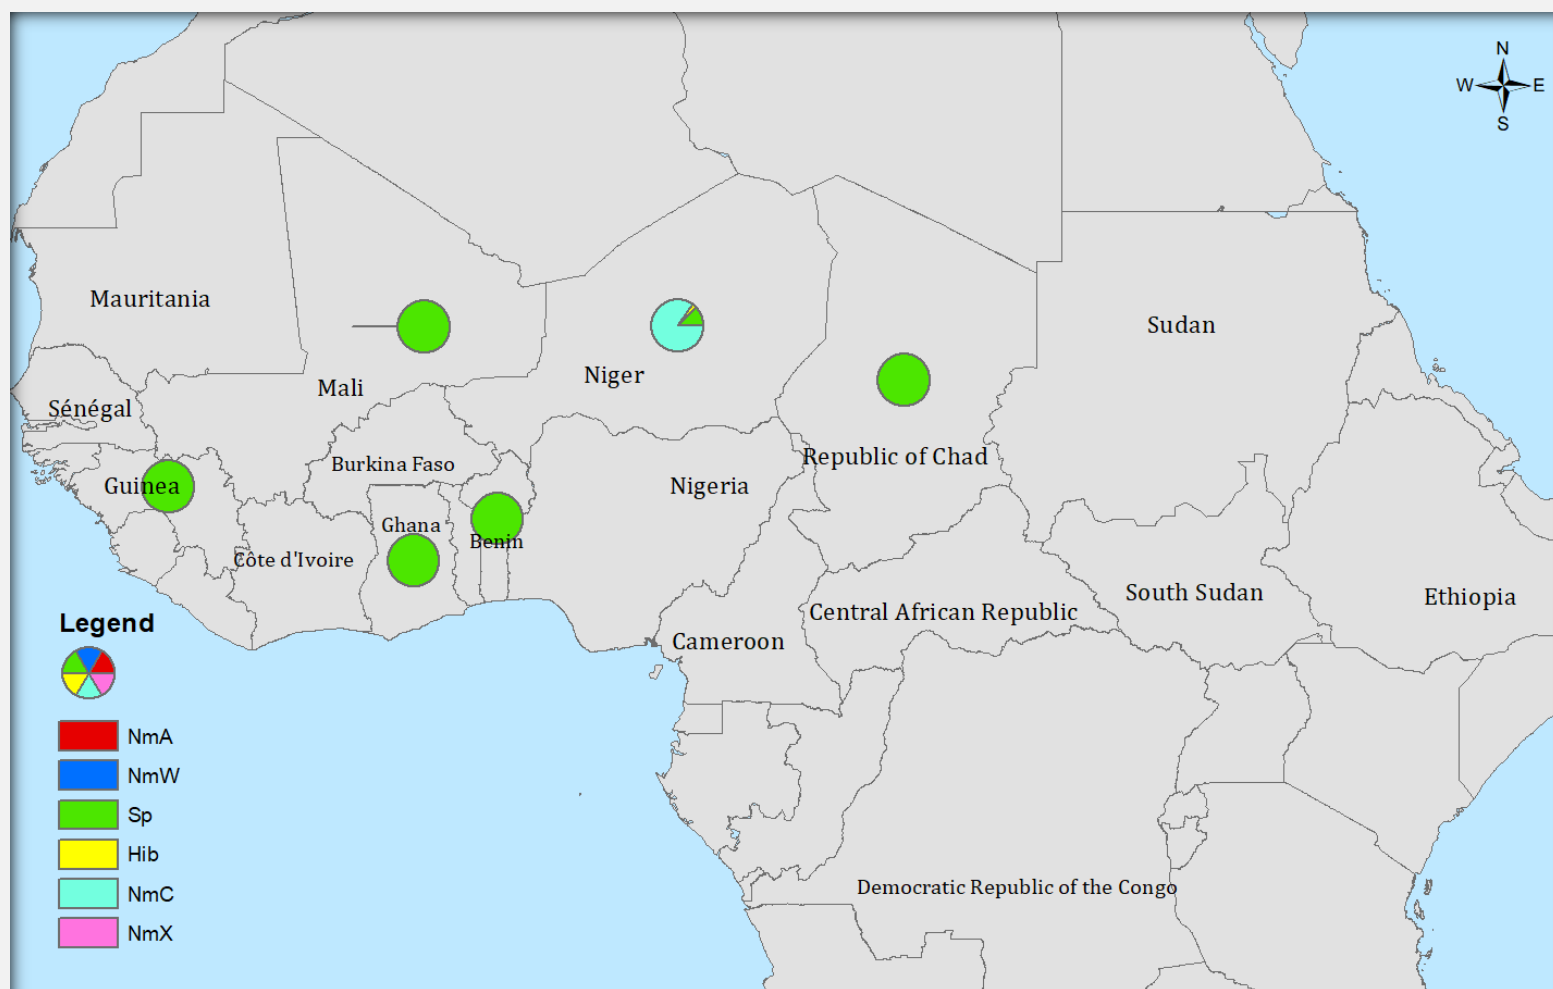 N
W E
S
Mauritania
Sudan
Niger
Mali
Sénégal
Burkina Faso
Republic of Chad
Guinea
Nigeria
Ghana
Benin
Côte d'Ivoire
South Sudan
Ethiopia
Central African Republic
Cameroon
Legend
NmA
NmW
Sp
Hib
NmC
NmX
Democratic Republic of the Congo